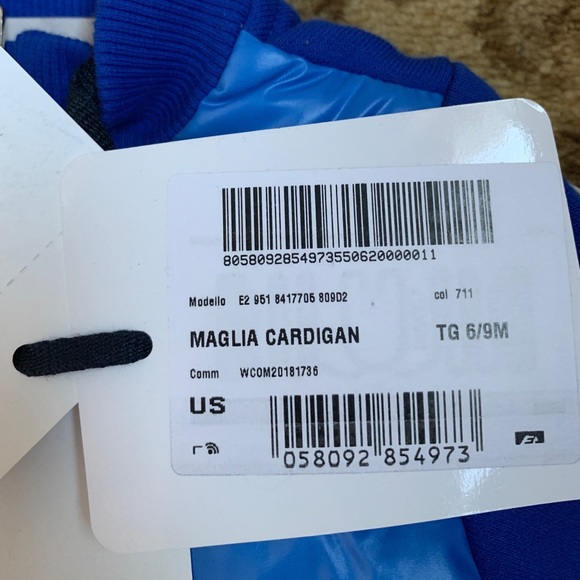 8058092854973550620000011
Modello E2 951 8417705 809D2 col 711
MAGLIA CARDIGAN TG 6/9M
Comm WCOM20181736
US
058092 854973